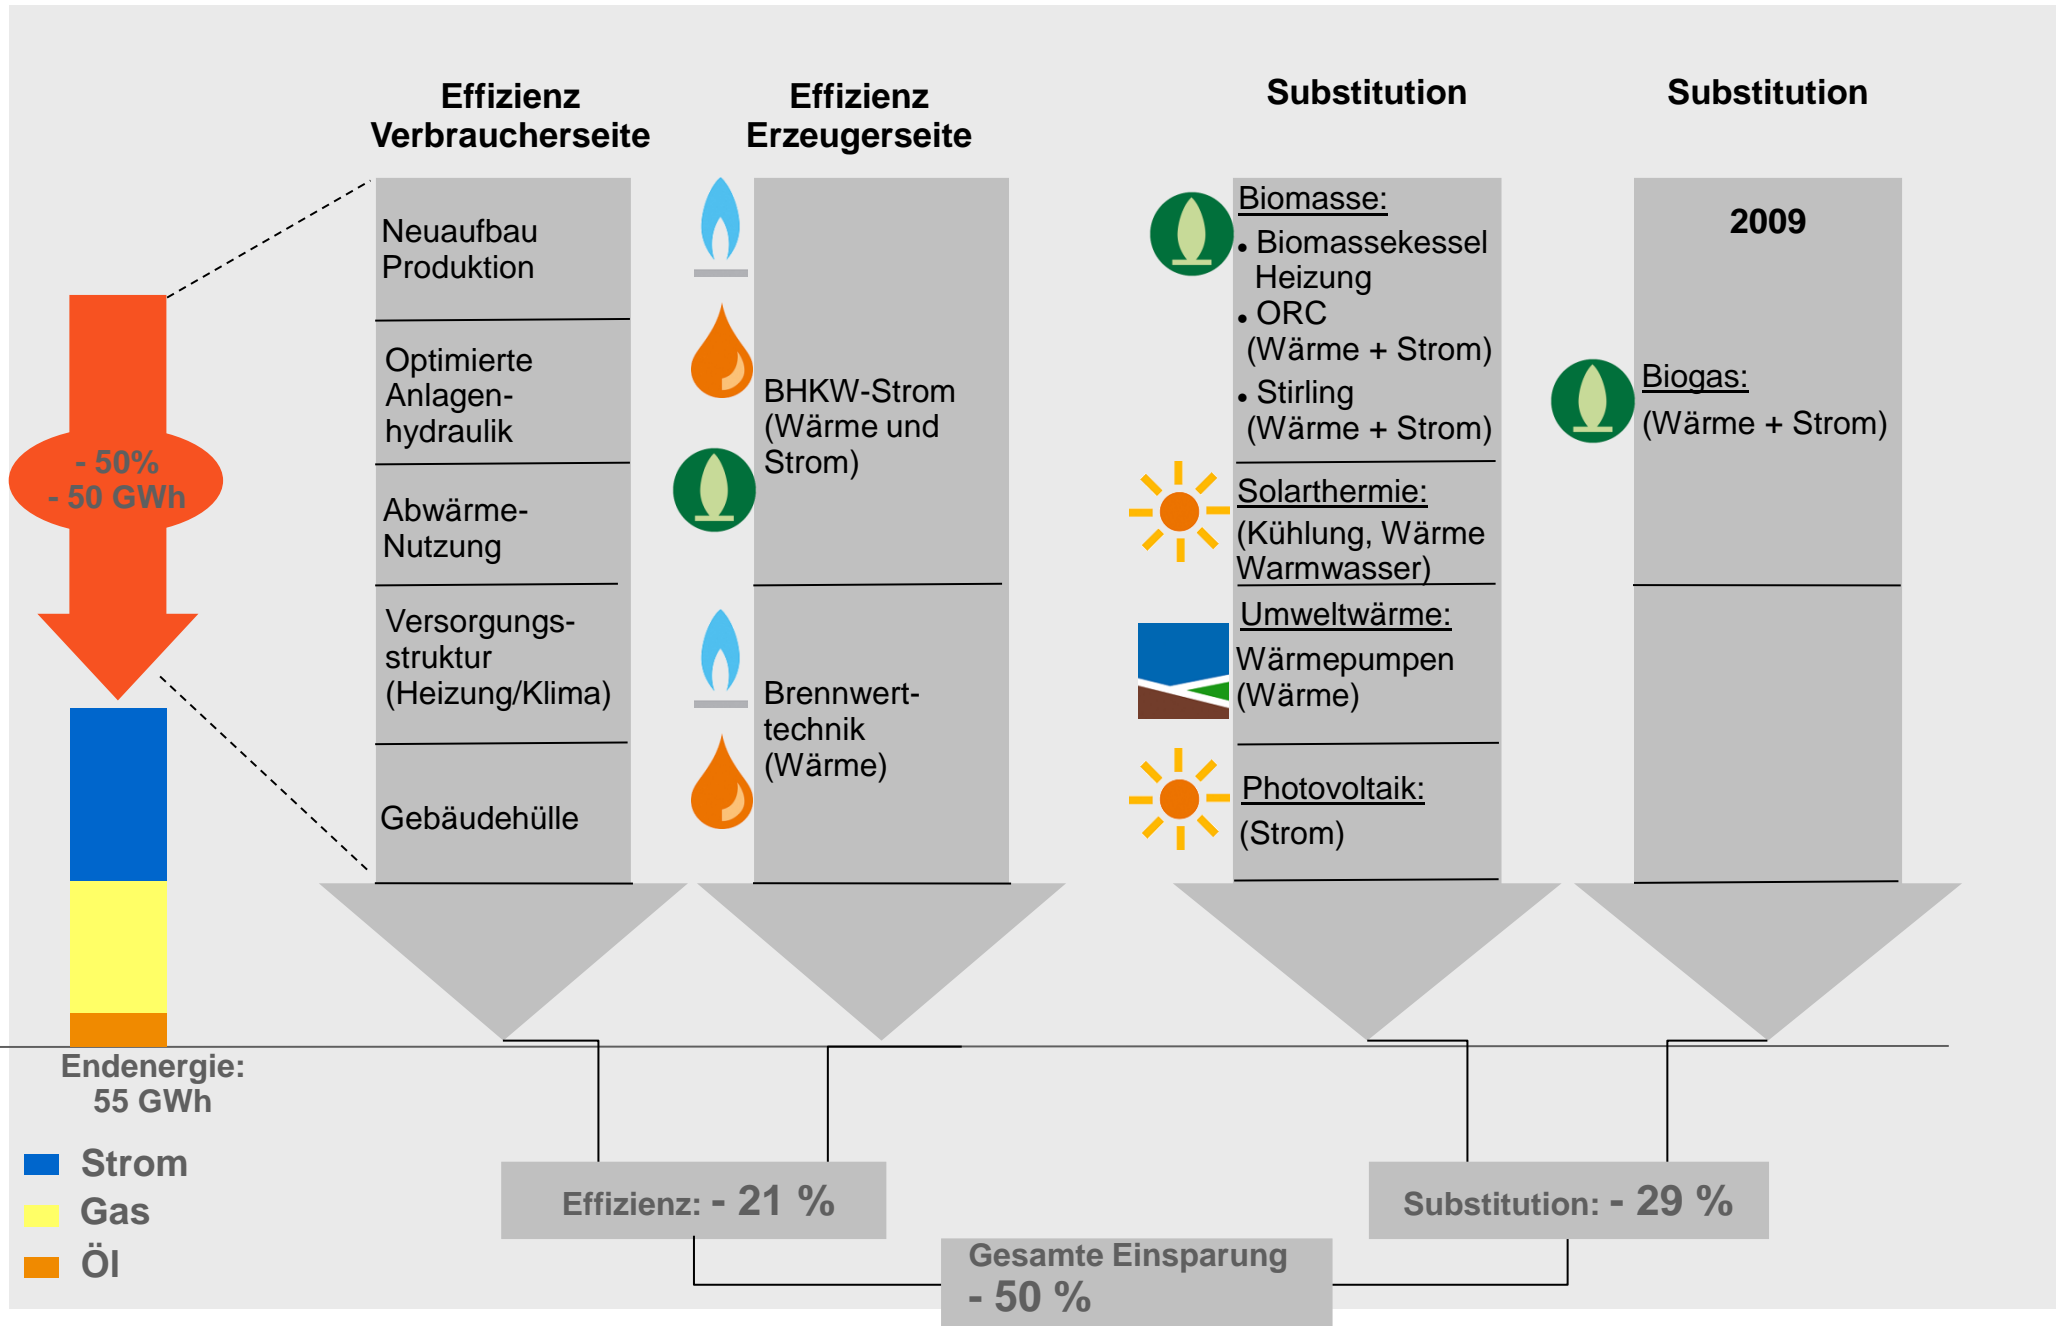 Effizienz
Verbraucherseite
Effizienz
Erzeugerseite
Substitution
Substitution
Neuaufbau
Produktion
Optimierte
Anlagen-
hydraulik
Abwärme-
Nutzung
Versorgungs-
struktur
(Heizung/Klima)
Gebäudehülle
BHKW-Strom
(Wärme und
Strom)
Brennwert-
technik
(Wärme)
Biomasse:
• Biomassekessel
Heizung
• ORC
(Wärme + Strom)
• Stirling
(Wärme + Strom)
Solarthermie:
(Kühlung, Wärme
Warmwasser)
Umweltwärme:
Wärmepumpen
(Wärme)
Photovoltaik:
(Strom)
2009
Biogas:
(Wärme + Strom)
- 50%
- 50 GWh
Endenergie:
55 GWh
Strom
Gas
Öl
Effizienz: - 21 %
Substitution: - 29 %
Gesamte Einsparung
- 50 %